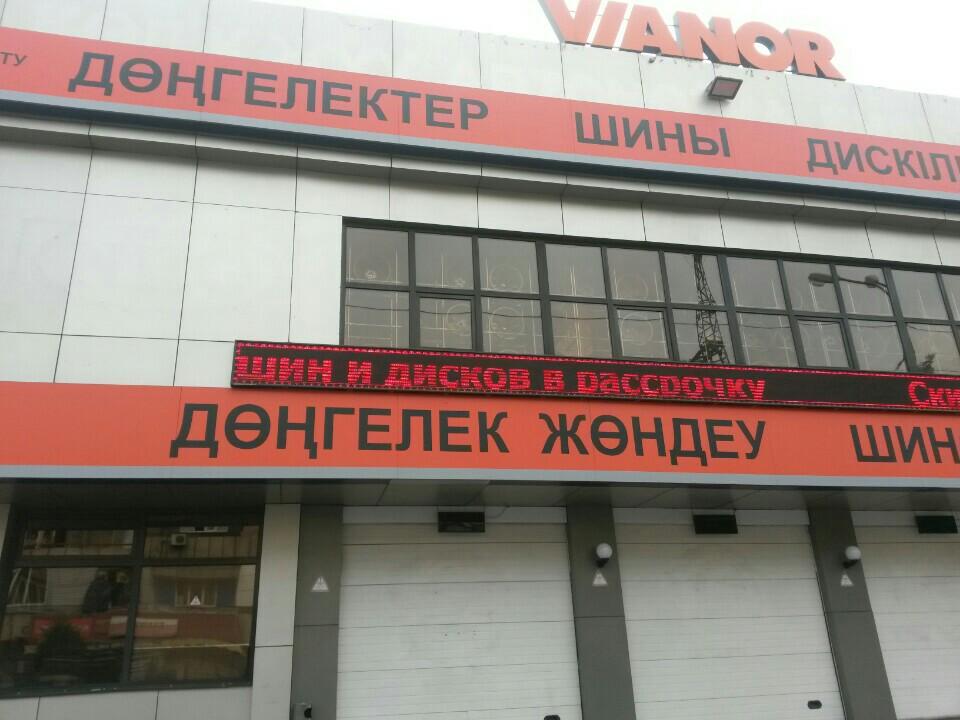 VIANOR
ДӨҢГЕЛЕКТЕР ШИНЫ
шин и дисков в рассрочку
ДӨҢГЕЛЕК ЖӨНДЕУ